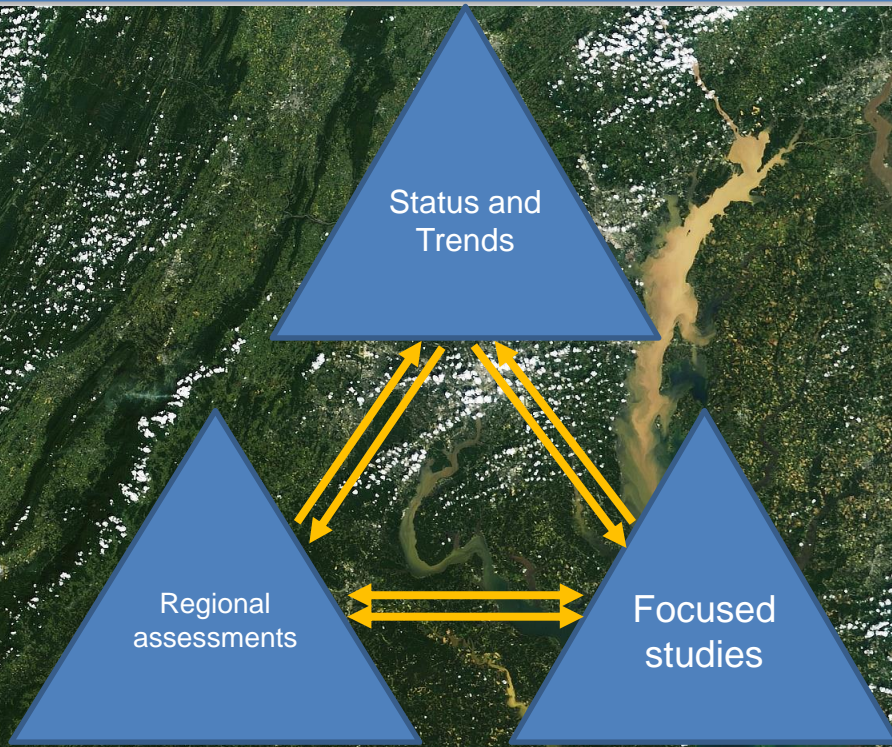 Status and
Trends
Regional
assessments
Focused
studies